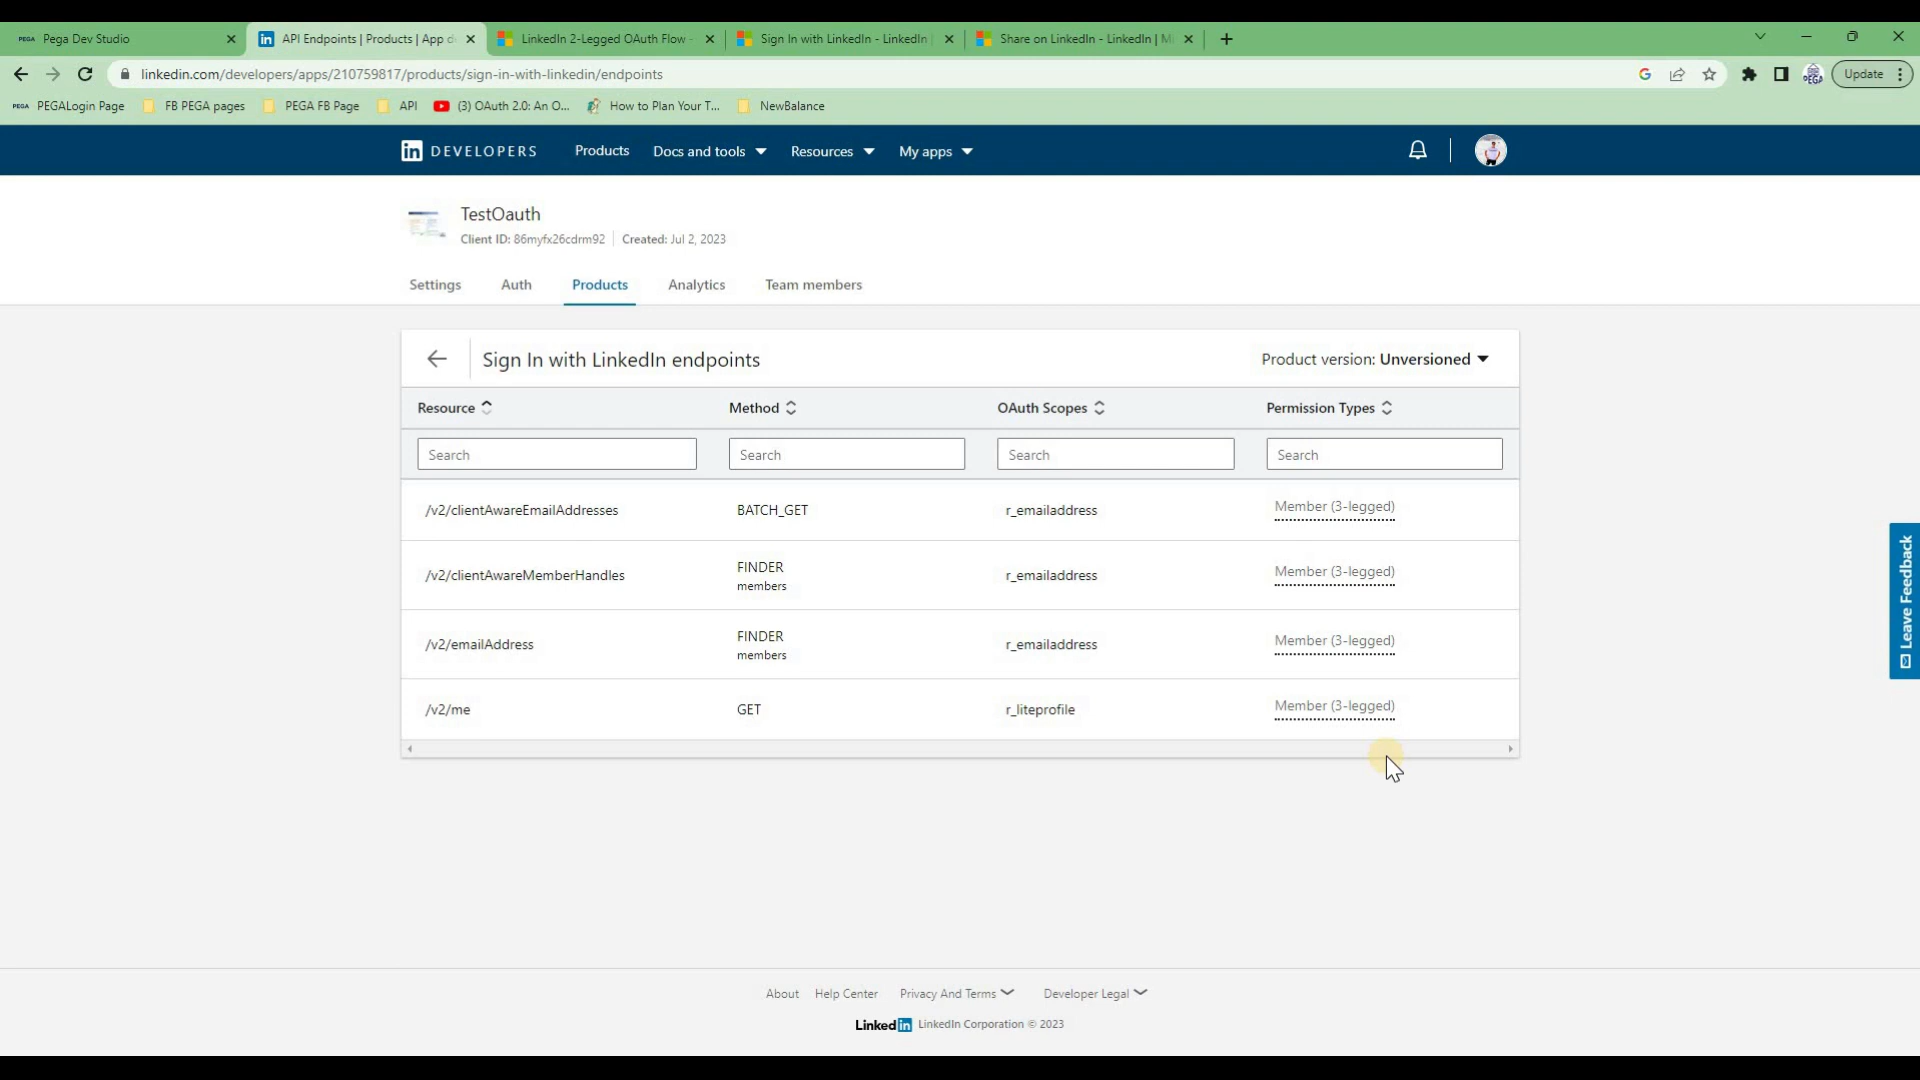 PEGA Pega Dev Studio
in API Endpoints | Products | App d
LinkedIn 2-Legged OAuth Flow -
Sign In with LinkedIn - LinkedIn |
Share on LinkedIn - LinkedIn | M
linkedin.com/developers/apps/210759817/products/sign-in-with-linkedin/endpoints
G
PEGA
Update
PEGA PEGALogin Page
FB PEGA pages
PEGA FB Page
API
(3) OAuth 2.0: An O...
How to Plan Your T...
NewBalance
in DEVELOPERS
Products
Docs and tools
Resources
My apps
TestOauth
Client ID: 86myfx26cdrm92 Created: Jul 2, 2023
Settings
Auth
Products
Analytics
Team members
Sign In with LinkedIn endpoints
Product version: Unversioned
Resource
Method
OAuth Scopes
Permission Types
Search
Search
Search
Search
/v2/clientAwareEmailAddresses
BATCH_GET
r_emailaddress
Member (3-legged)
/v2/clientAwareMemberHandles
FINDER
members
r_emailaddress
Member (3-legged)
/v2/emailAddress
FINDER
members
r_emailaddress
Member (3-legged)
/v2/me
GET
r_liteprofile
Member (3-legged)
Leave Feedback
About
Help Center
Privacy And Terms
Developer Legal
Linkedin LinkedIn Corporation © 2023